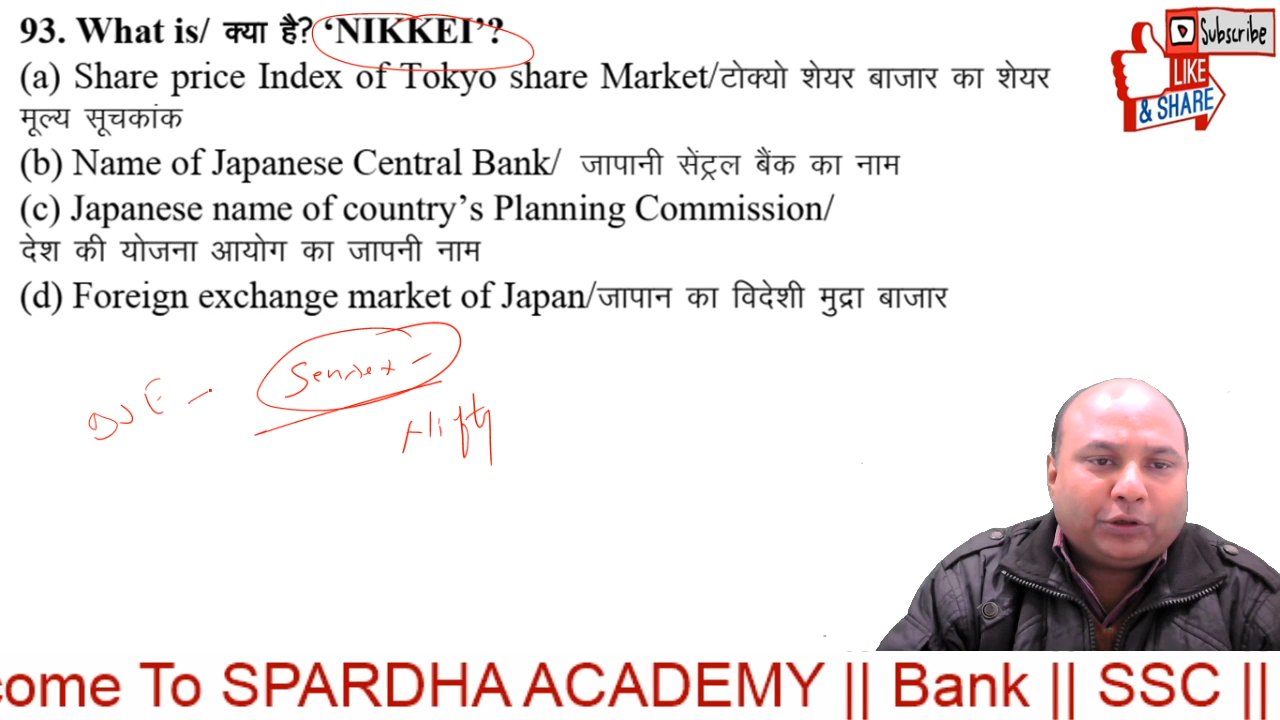 93. What is/ क्या है? ‘NIKKEI’?
(a) Share price Index of Tokyo share Market/टोक्यो शेयर बाजार का शेयर
मूल्य सूचकांक
(b) Name of Japanese Central Bank/ जापानी सेंट्रल बैंक का नाम
(c) Japanese name of country’s Planning Commission/
देश की योजना आयोग का जापनी नाम
(d) Foreign exchange market of Japan/जापान का विदेशी मुद्रा बाजार
Subscribe
LIKE
& SHARE
Sensex -
Nifty
come To SPARDHA ACADEMY || Bank || SSC ||